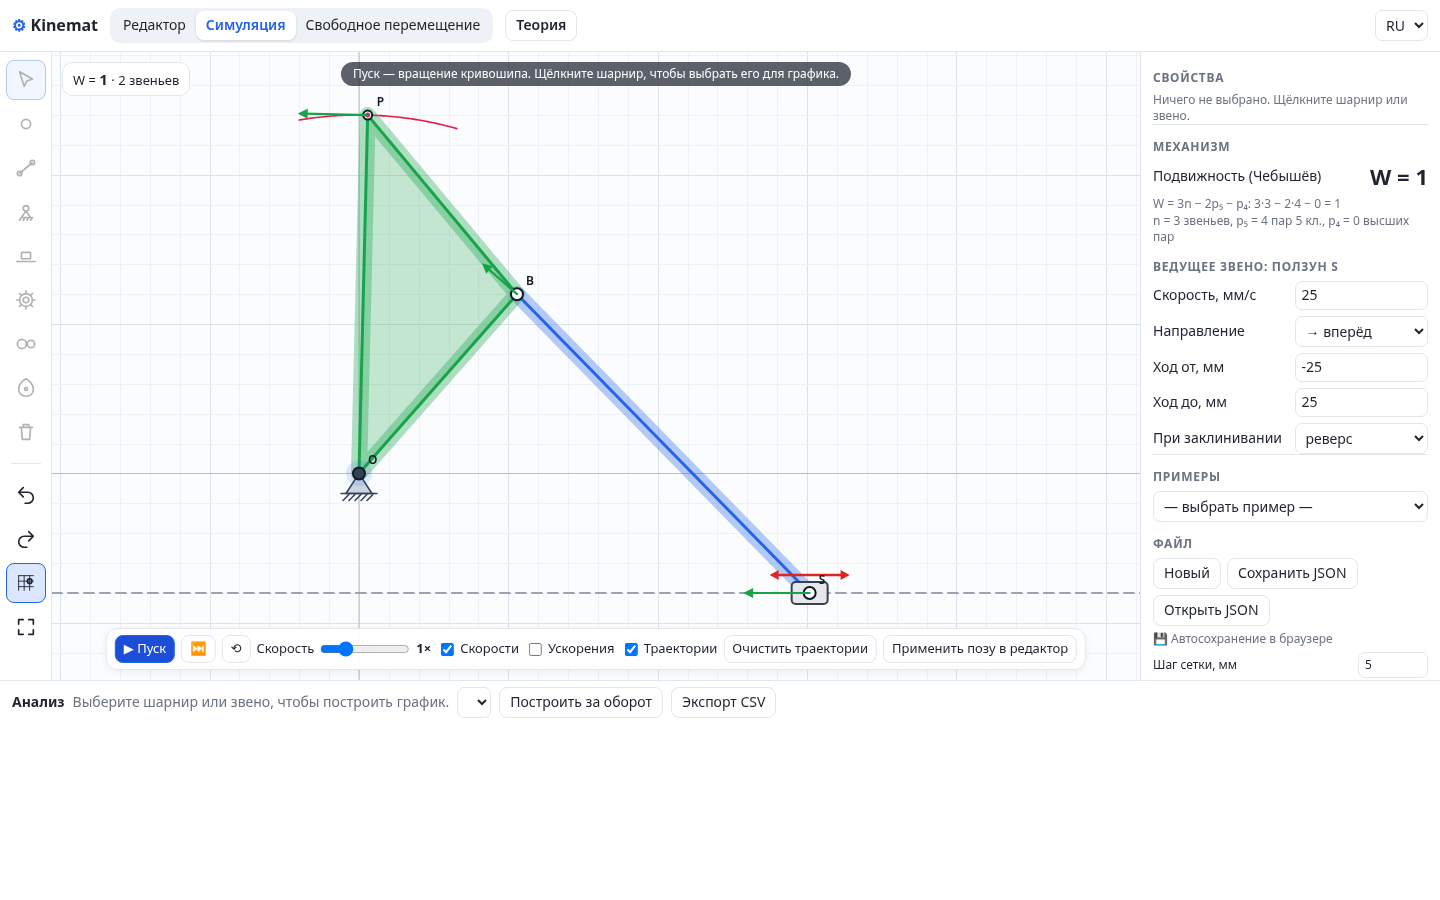 ⚙ Kinemat Редактор Симуляция Свободное перемещение Теория RU
W = 1 · 2 звеньев
Пуск — вращение кривошипа. Щёлкните шарнир, чтобы выбрать его для графика.
P
B
O
S
▶ Пуск ⏩ ⟲ Скорость 1× Скорости Ускорения Траектории Очистить траектории Применить позу в редактор
СВОЙСТВА
Ничего не выбрано. Щёлкните шарнир или
звено.
МЕХАНИЗМ
Подвижность (Чебышёв) W = 1
W = 3n − 2p₅ − p₄: 3·3 − 2·4 − 0 = 1
n = 3 звеньев, p₅ = 4 пар 5 кл., p₄ = 0 высших
пар
ВЕДУЩЕЕ ЗВЕНО: ПОЛЗУН S
Скорость, мм/с 25
Направление → вперёд
Ход от, мм -25
Ход до, мм 25
При заклинивании реверс
ПРИМЕРЫ
— выбрать пример —
ФАЙЛ
Новый Сохранить JSON
Открыть JSON
💾 Автосохранение в браузере
Шаг сетки, мм 5
Анализ Выберите шарнир или звено, чтобы построить график. Построить за оборот Экспорт CSV